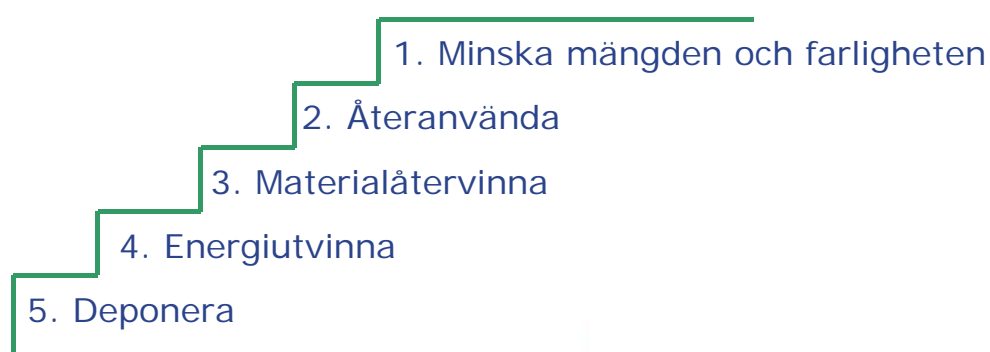 1. Minska mängden och farligheten
2. Återanvända
3. Materialåtervinna
4. Energiutvinna
5. Deponera